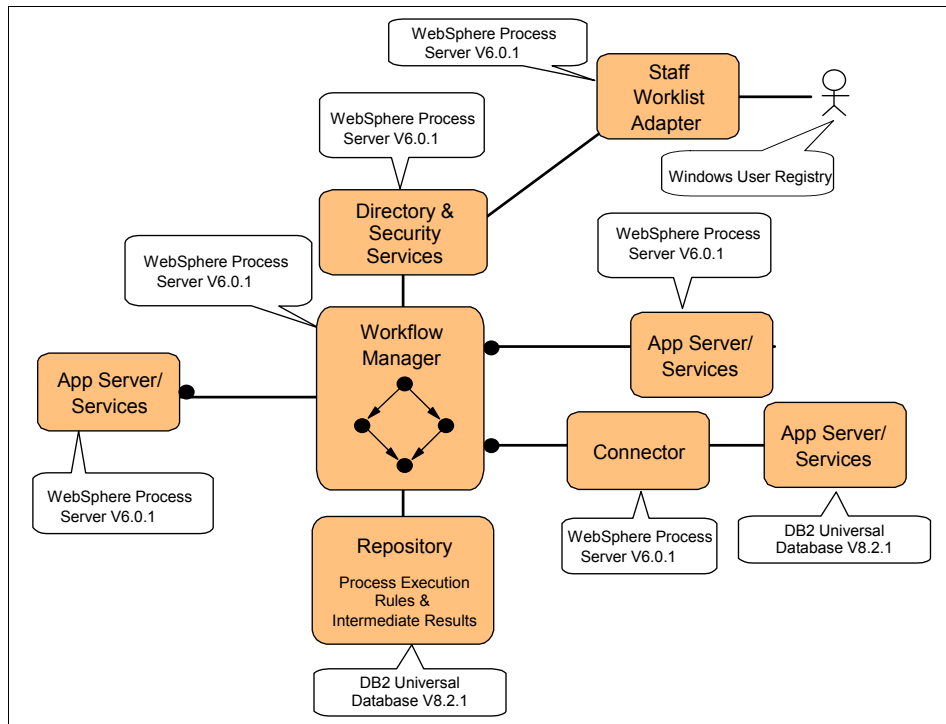 WebSphere Process
Server V6.0.1
Staff
Worklist
Adapter
WebSphere Process
Server V6.0.1
Windows User Registry
Directory &
Security
Services
WebSphere Process
Server V6.0.1
WebSphere Process
Server V6.0.1
Workflow
Manager
App Server/
Services
App Server/
Services
Connector
App Server/
Services
WebSphere Process
Server V6.0.1
WebSphere Process
Server V6.0.1
DB2 Universal
Database V8.2.1
Repository
Process Execution
Rules &
Intermediate Results
DB2 Universal
Database V8.2.1